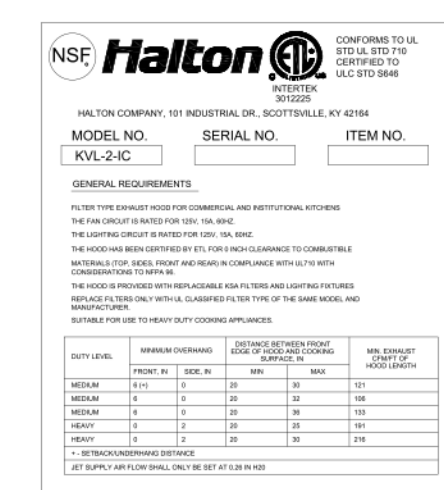 NSF Halton ETL CONFORMS TO UL
STD UL STD 710
CERTIFIED TO
ULC STD S646
INTERTEK
3012225
HALTON COMPANY, 101 INDUSTRIAL DR., SCOTTSVILLE, KY 42164
MODEL NO. SERIAL NO. ITEM NO.
KVL-2-IC
GENERAL REQUIREMENTS
FILTER TYPE EXHAUST HOOD FOR COMMERCIAL AND INSTITUTIONAL KITCHENS
THE FAN CIRCUIT IS RATED FOR 125V, 15A, 60HZ.
THE LIGHTING CIRCUIT IS RATED FOR 125V, 15A, 60HZ.
THE HOOD HAS BEEN CERTIFIED BY ETL FOR 0 INCH CLEARANCE TO COMBUSTIBLE
MATERIALS (TOP, SIDES, FRONT AND REAR) IN COMPLIANCE WITH UL710 WITH
CONSIDERATIONS TO NFPA 96.
THE HOOD IS PROVIDED WITH REPLACEABLE KSA FILTERS AND LIGHTING FIXTURES
REPLACE FILTERS ONLY WITH UL CLASSIFIED FILTER TYPE OF THE SAME MODEL AND
MANUFACTURER.
SUITABLE FOR USE TO HEAVY DUTY COOKING APPLIANCES.
DUTY LEVEL MINIMUM OVERHANG DISTANCE BETWEEN FRONT
EDGE OF HOOD AND COOKING
SURFACE, IN MIN. EXHAUST
CFM/FT OF
HOOD LENGTH
FRONT, IN SIDE, IN MIN MAX
MEDIUM 6 (+) 0 20 30 121
MEDIUM 6 0 20 32 106
MEDIUM 6 0 20 36 133
HEAVY 0 2 20 25 191
HEAVY 0 2 20 30 216
+ - SETBACK/UNDERHANG DISTANCE
JET SUPPLY AIR FLOW SHALL ONLY BE SET AT 0.26 IN H20